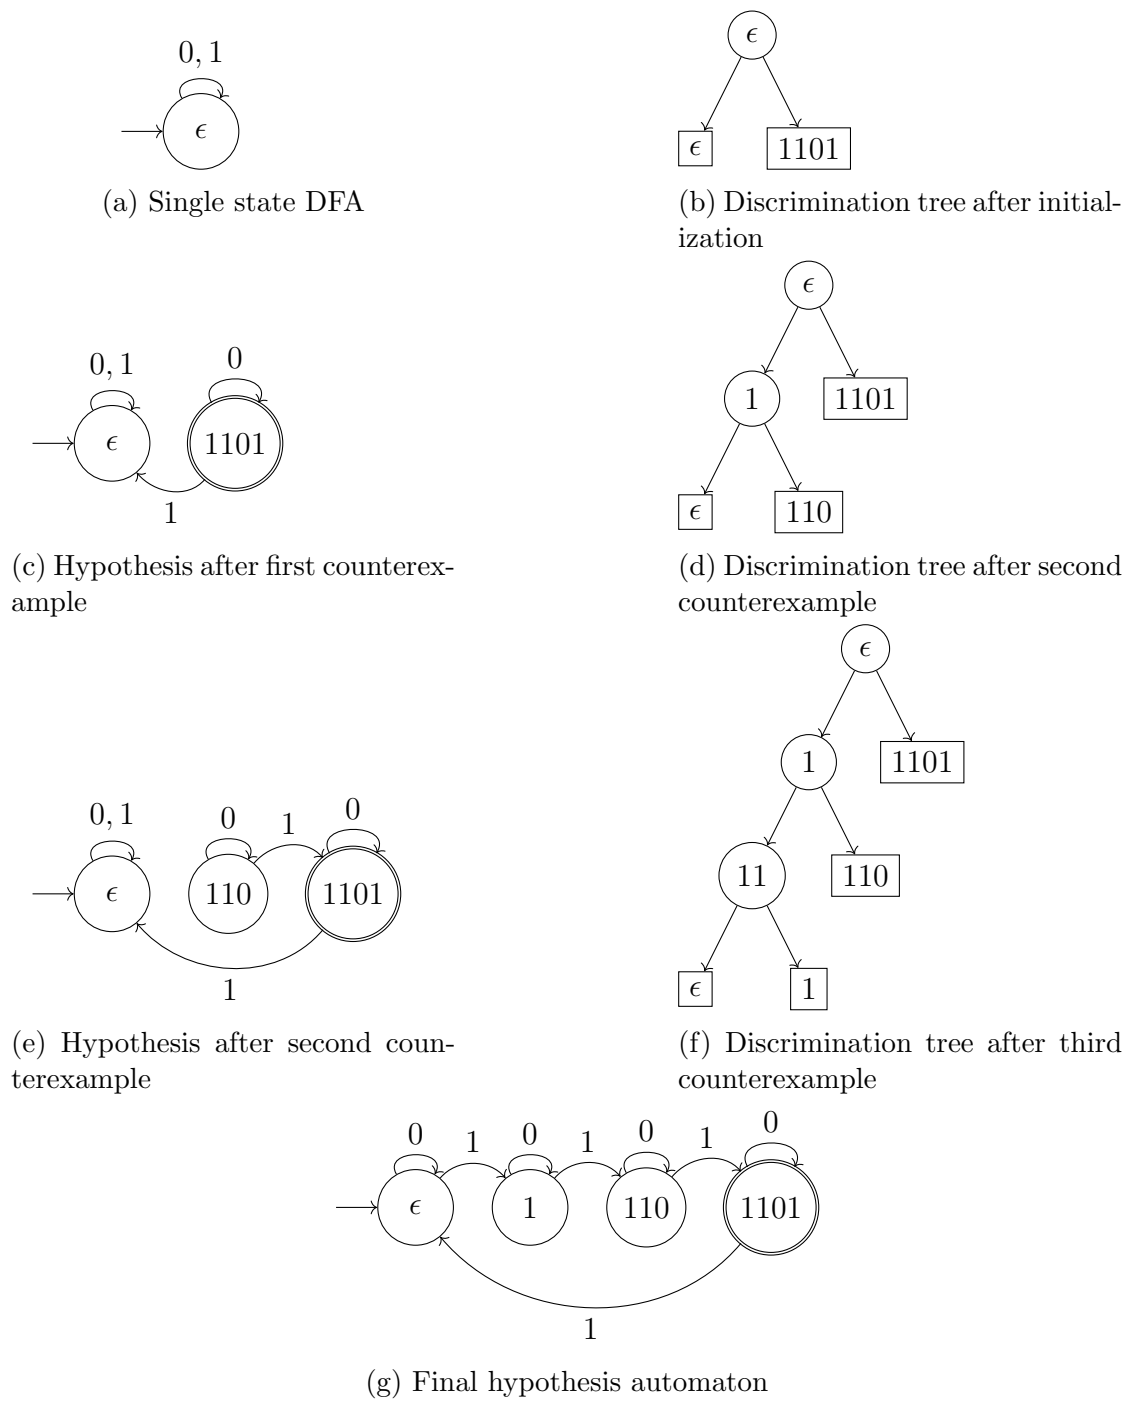 0, 1
ϵ
(a) Single state DFA
ϵ
ϵ
1101
(b) Discrimination tree after initial-
ization
0, 1
0
ϵ
1101
1
(c) Hypothesis after first counterex-
ample
ϵ
1
1101
ϵ
110
(d) Discrimination tree after second
counterexample
0, 1
0
1
0
ϵ
110
1101
1
(e) Hypothesis after second coun-
terexample
ϵ
1
1101
11
110
ϵ
1
(f) Discrimination tree after third
counterexample
0
1
0
1
0
1
0
ϵ
1
110
1101
1
(g) Final hypothesis automaton